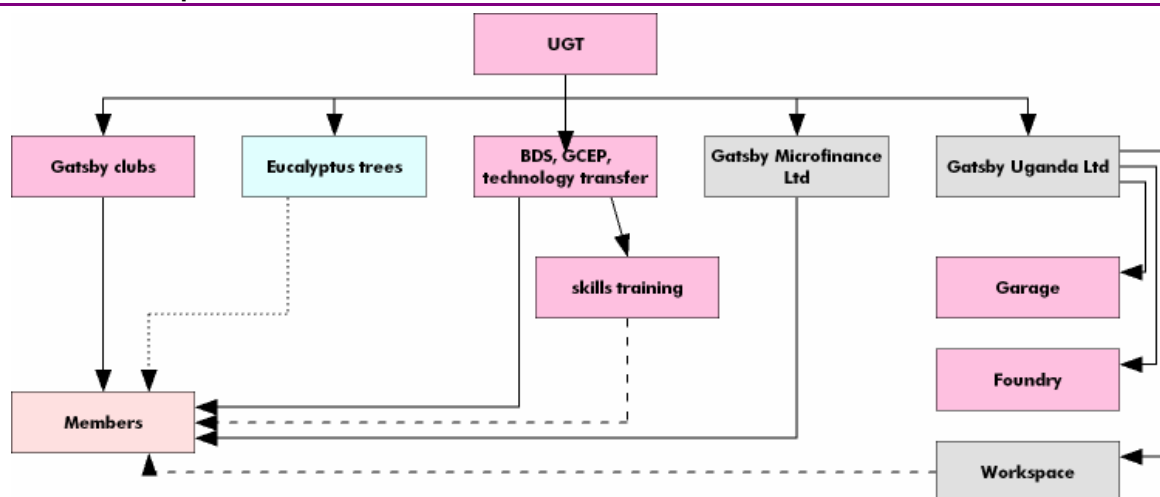 UGT
Gatsby clubs
Eucalyptus trees
BDS, GCEP,
technology transfer
Gatsby Microfinance
Ltd
Gatsby Uganda Ltd
skills training
Garage
Foundry
Members
Workspace